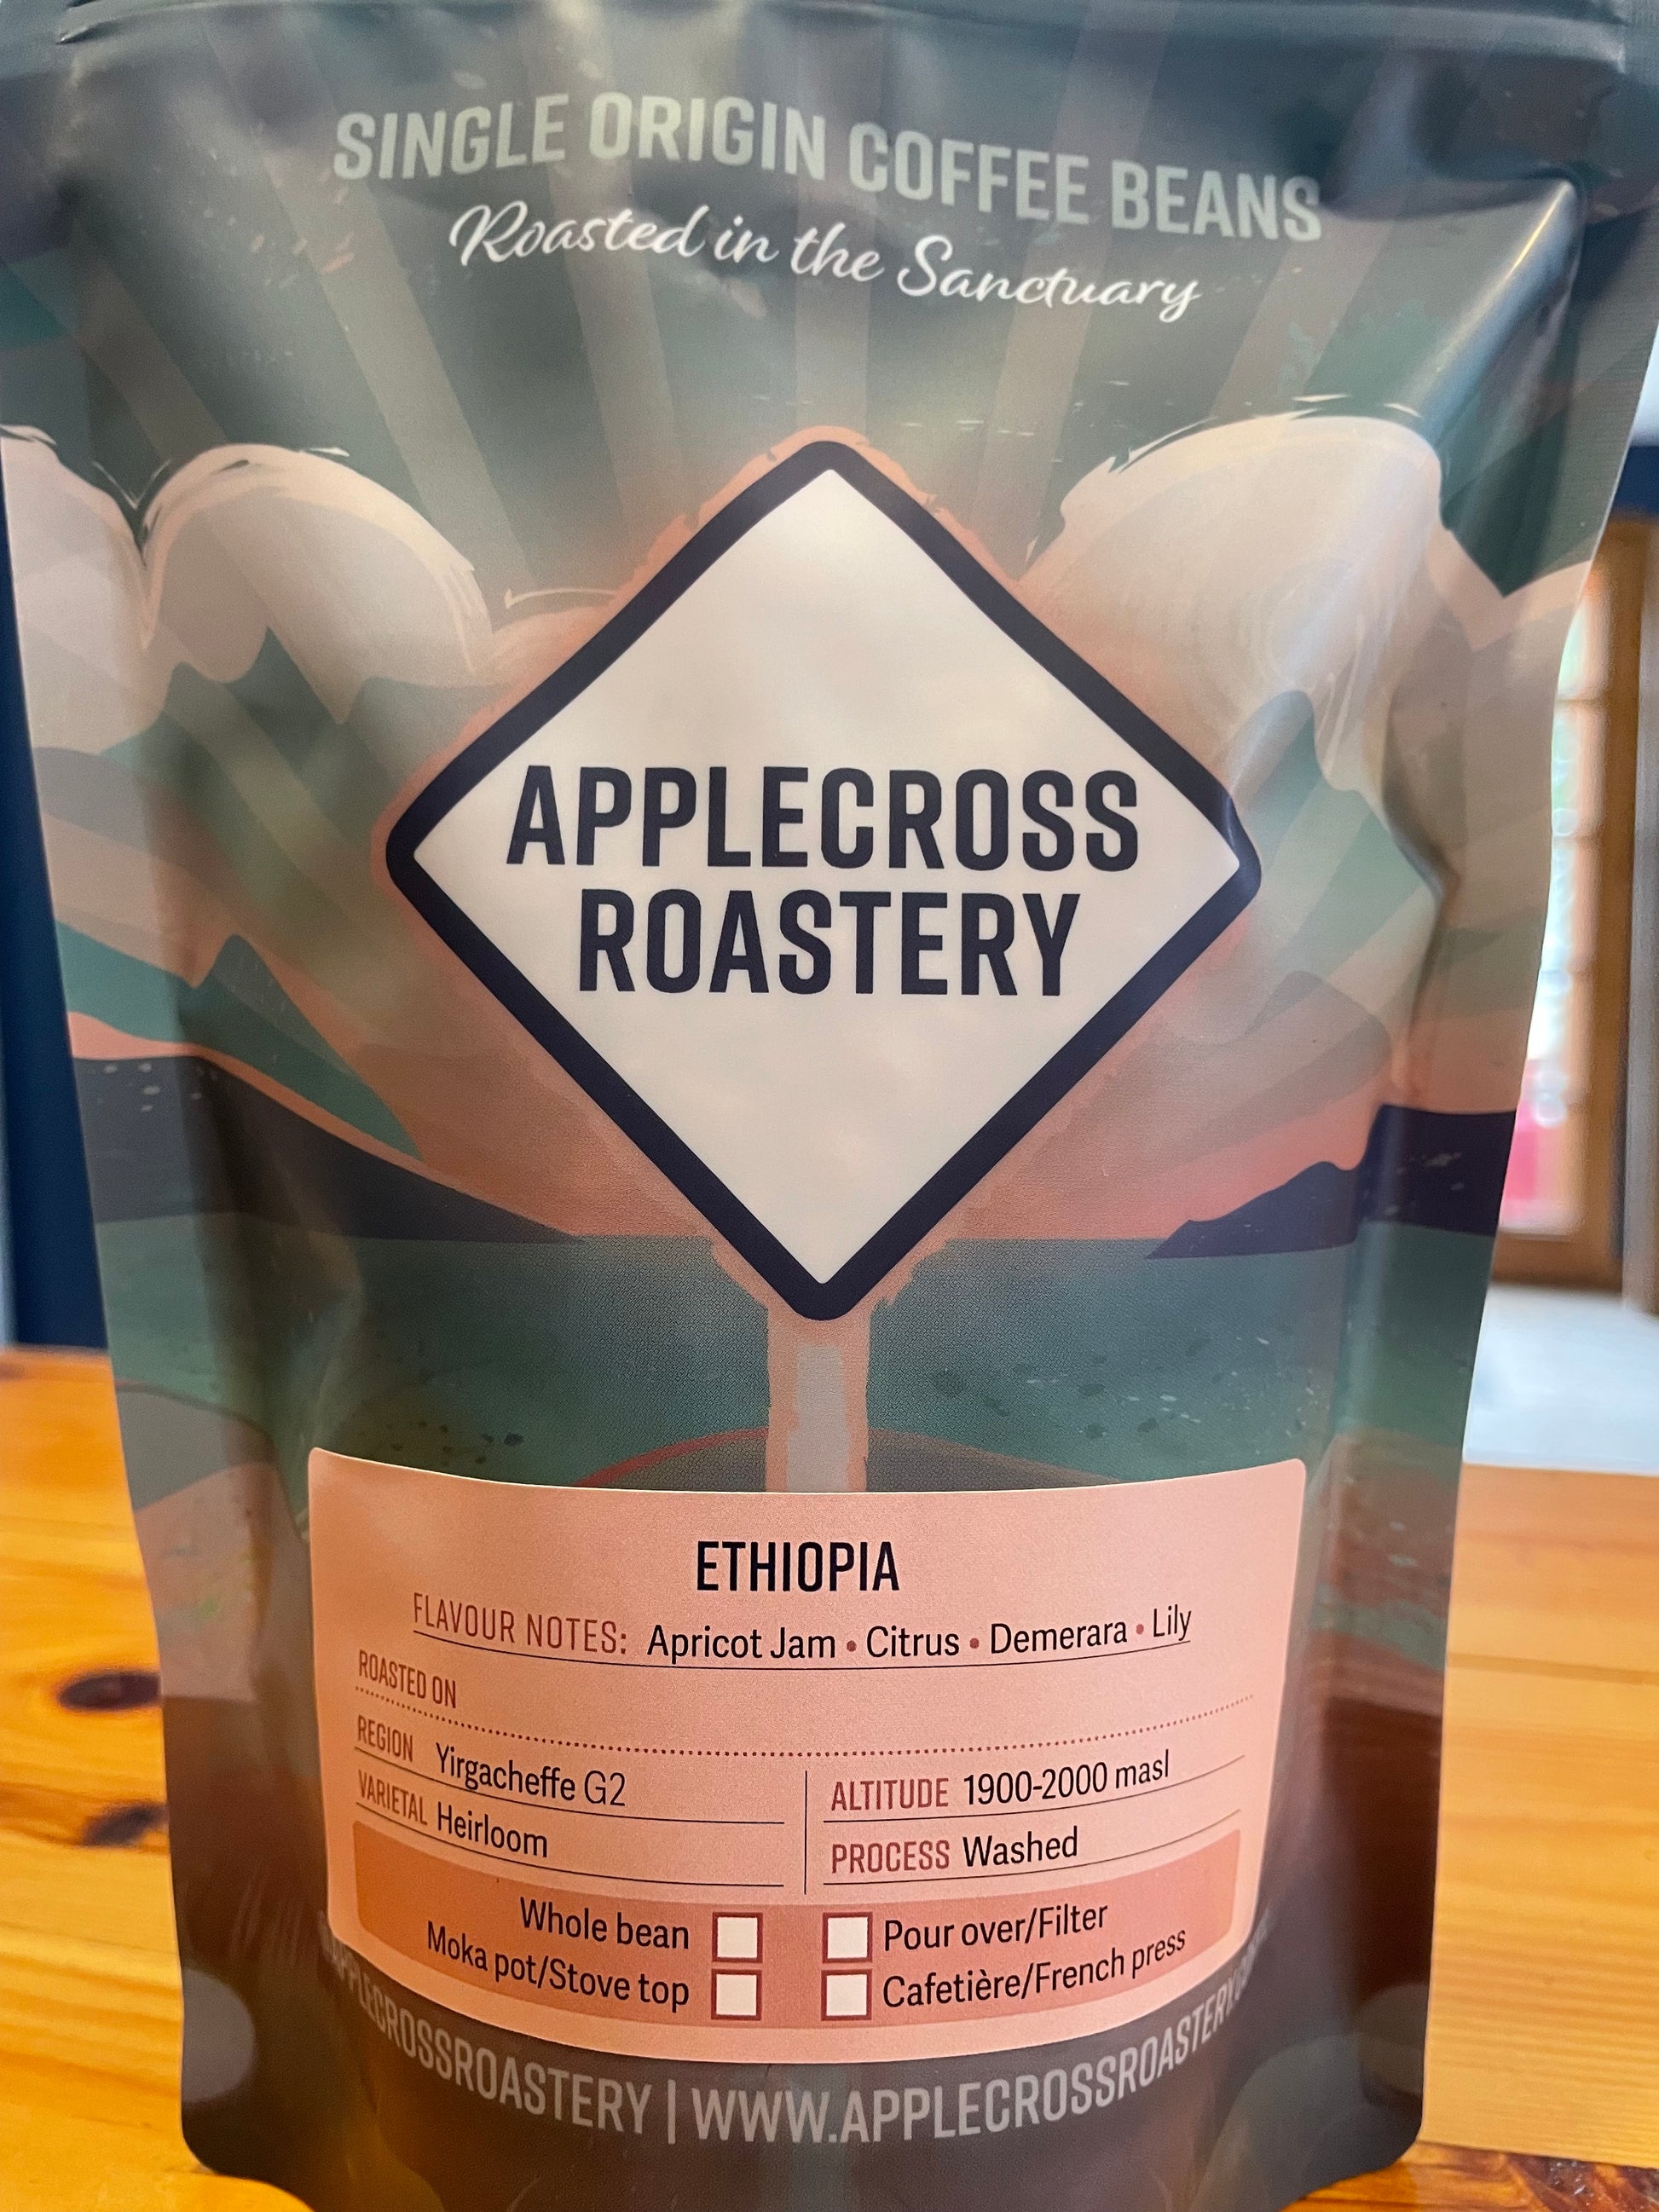 SINGLE ORIGIN COFFEE BEANS
Roasted in the Sanctuary
APPLECROSS
ROASTERY
ETHIOPIA
FLAVOUR NOTES: Apricot Jam • Citrus • Demerara • Lily
ROASTED ON
REGION Yirgacheffe G2
ALTITUDE 1900-2000 masl
VARIETAL Heirloom
PROCESS Washed
Whole bean
Pour over/Filter
Moka pot/Stove top
Cafetière/French press
APPLECROSSROASTERY | WWW.APPLECROSSROASTERY